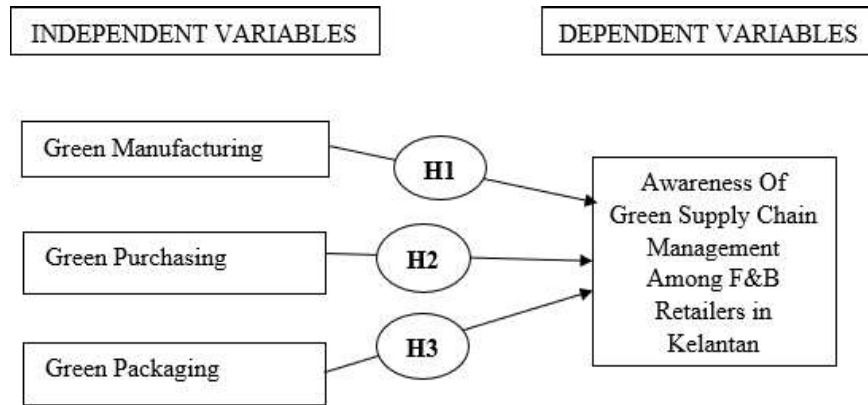 INDEPENDENT VARIABLES
DEPENDENT VARIABLES
Green Manufacturing
H1
Green Purchasing
H2
Green Packaging
H3
Awareness Of
Green Supply Chain
Management
Among F&B
Retailers in
Kelantan